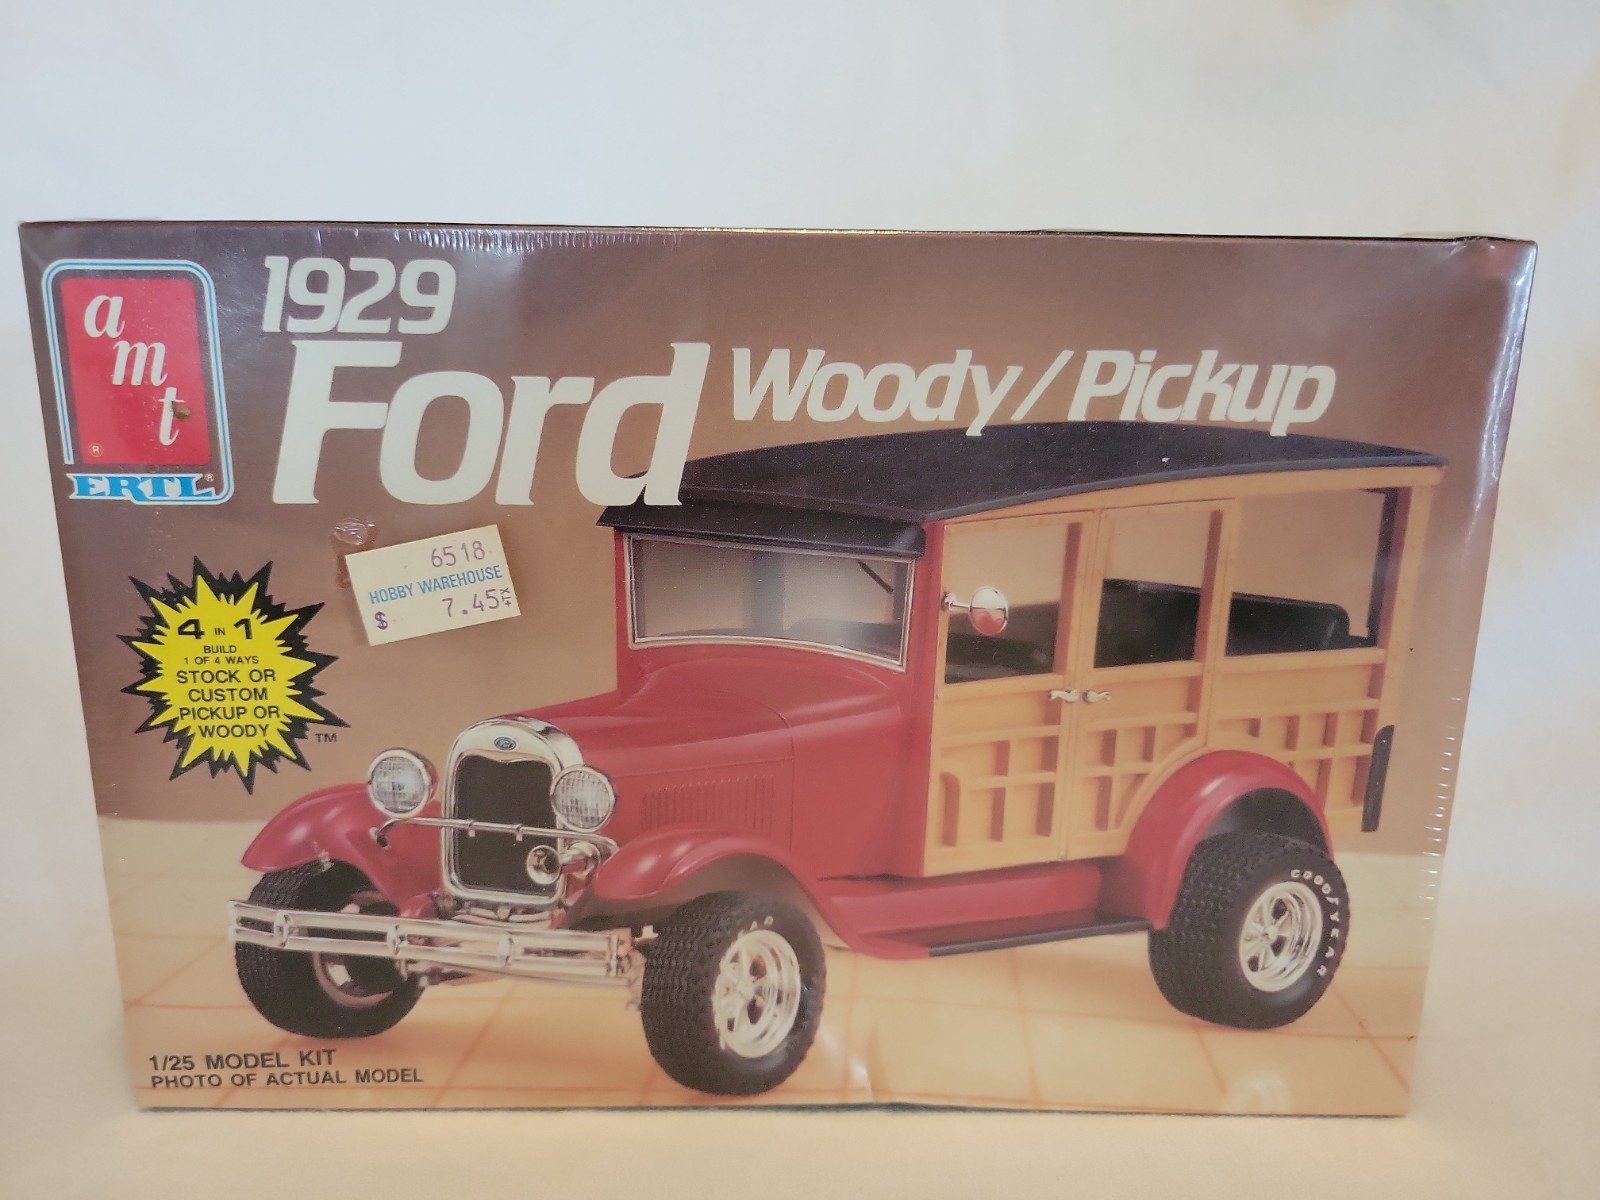 a
m
t
®
ERTL®
1929
Ford Woody/Pickup
6518
HOBBY WAREHOUSE
$ 7.45
4 IN 1
BUILD
1 OF 4 WAYS
STOCK OR
CUSTOM
PICKUP OR
WOODY
TM
GOODYEAR
1/25 MODEL KIT
PHOTO OF ACTUAL MODEL